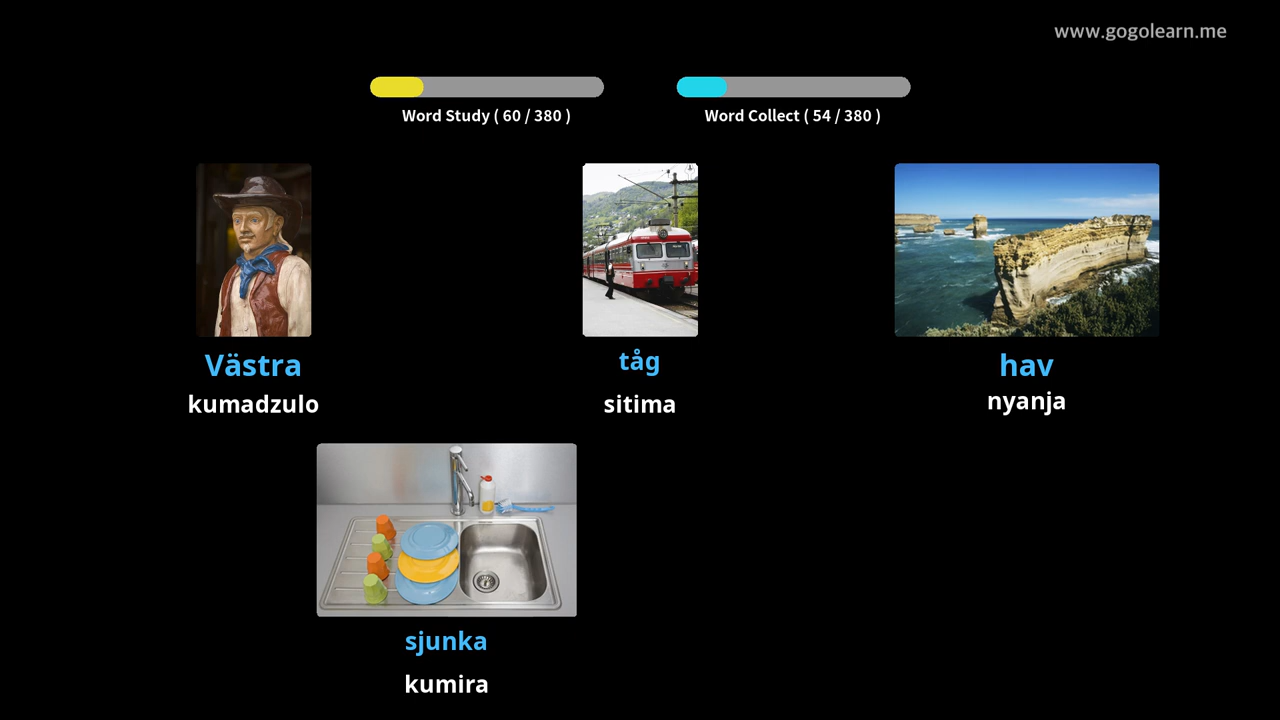 www.gogolearn.me
Word Study ( 60 / 380 )
Word Collect ( 54 / 380 )
Västra
kumadzulo
tåg
sitima
hav
nyanja
sjunka
kumira